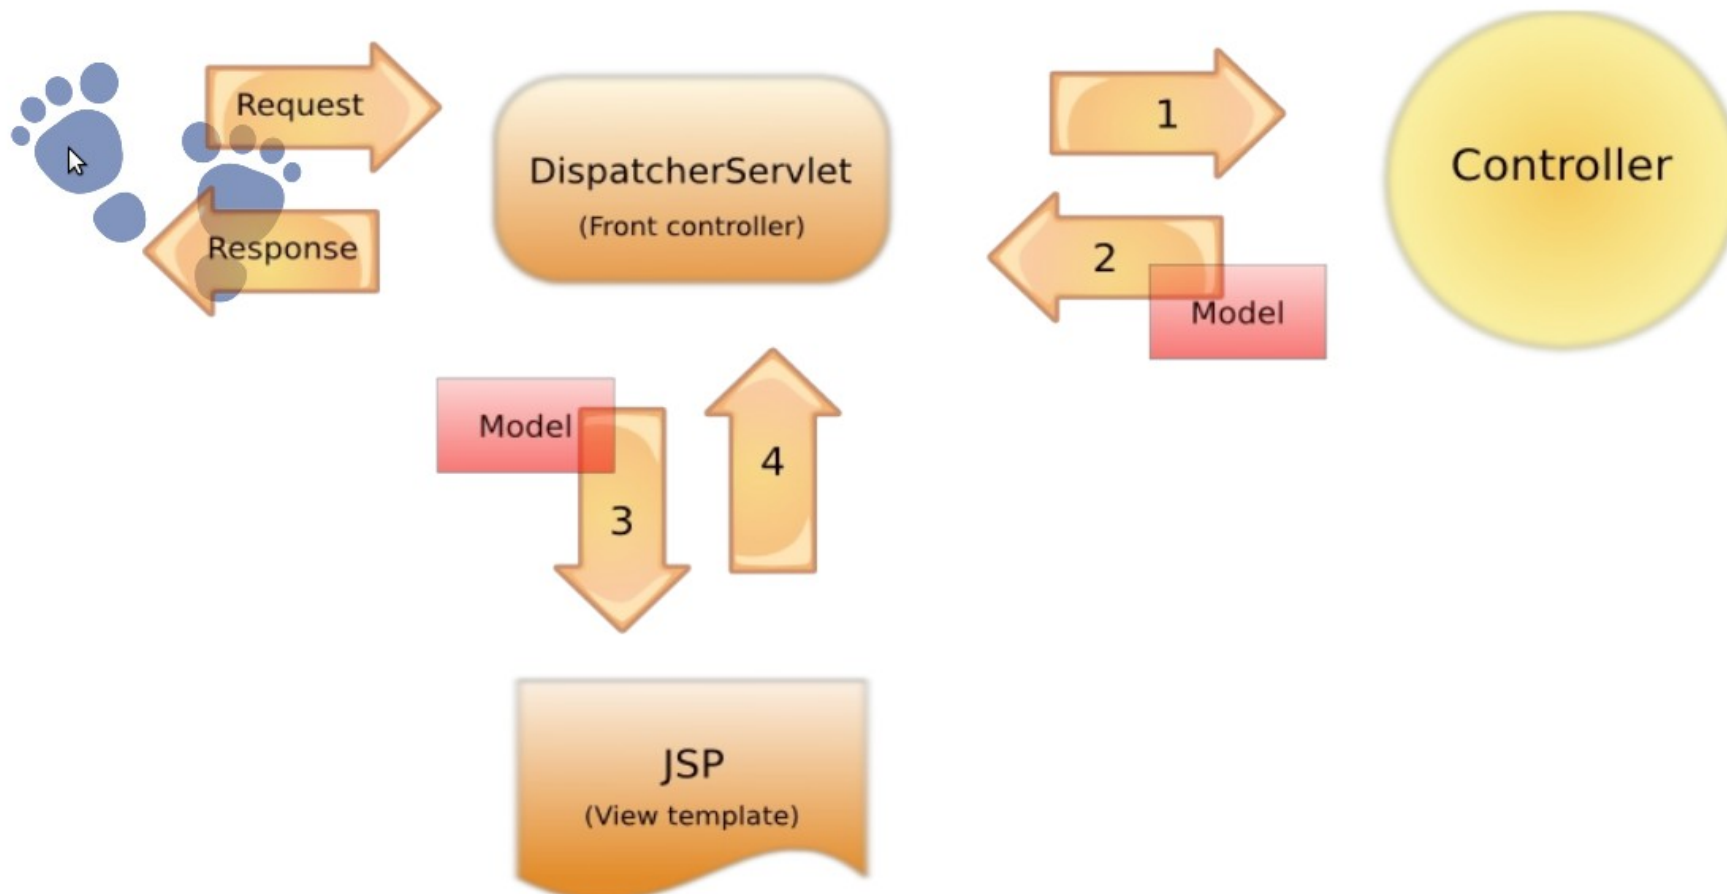 Request
Response
DispatcherServlet
(Front controller)
1
2
Model
Controller
Model
3
4
JSP
(View template)